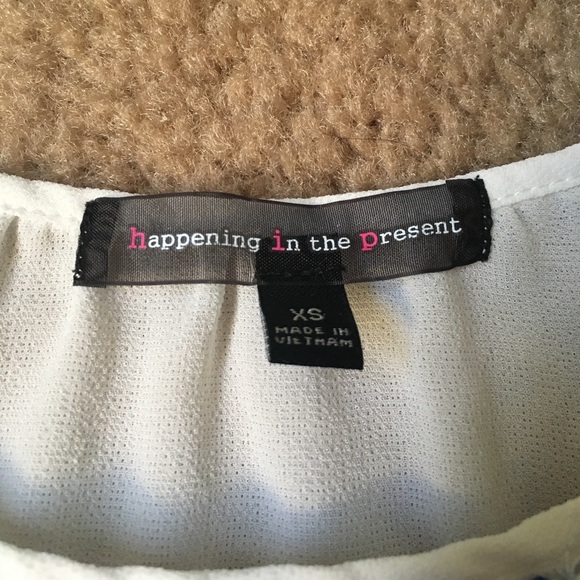 happening in the present
XS
MADE IN
VIETNAM